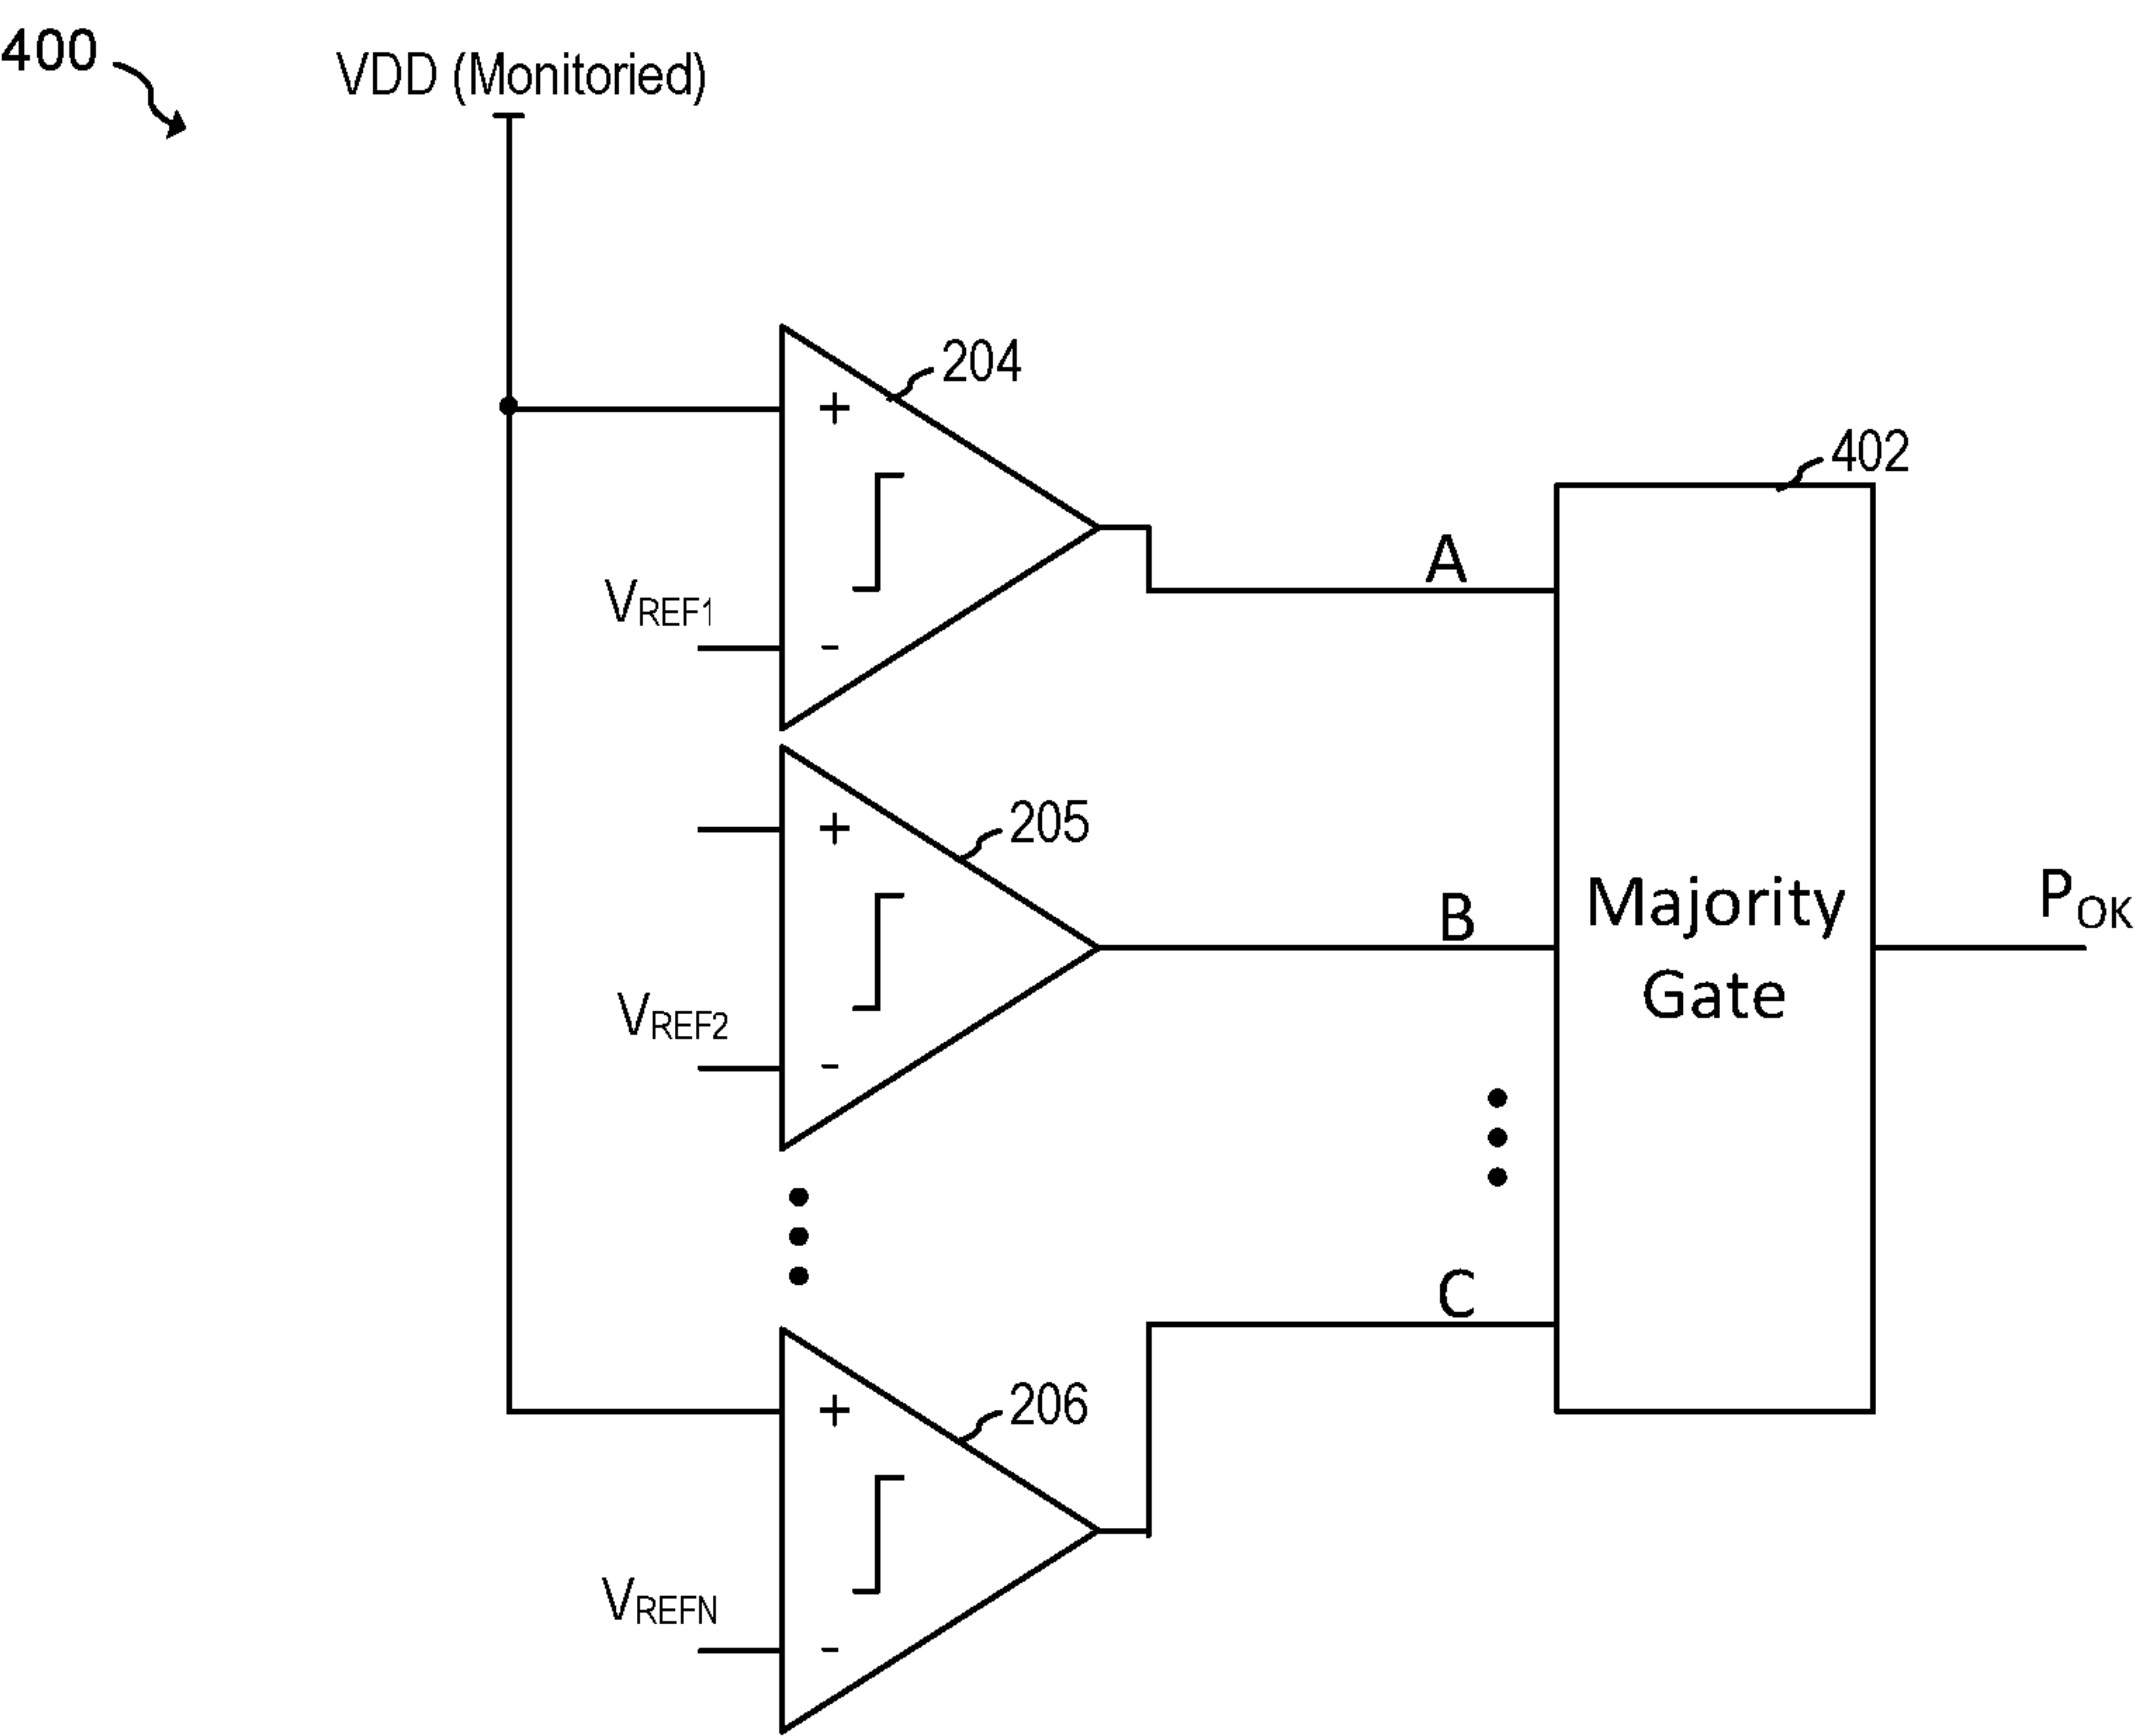 400
VDD (Monitoried)
204
+
VREF1
-
402
A
205
+
B
VREF2
-
Majority
Gate
POK
C
206
+
VREFN
-